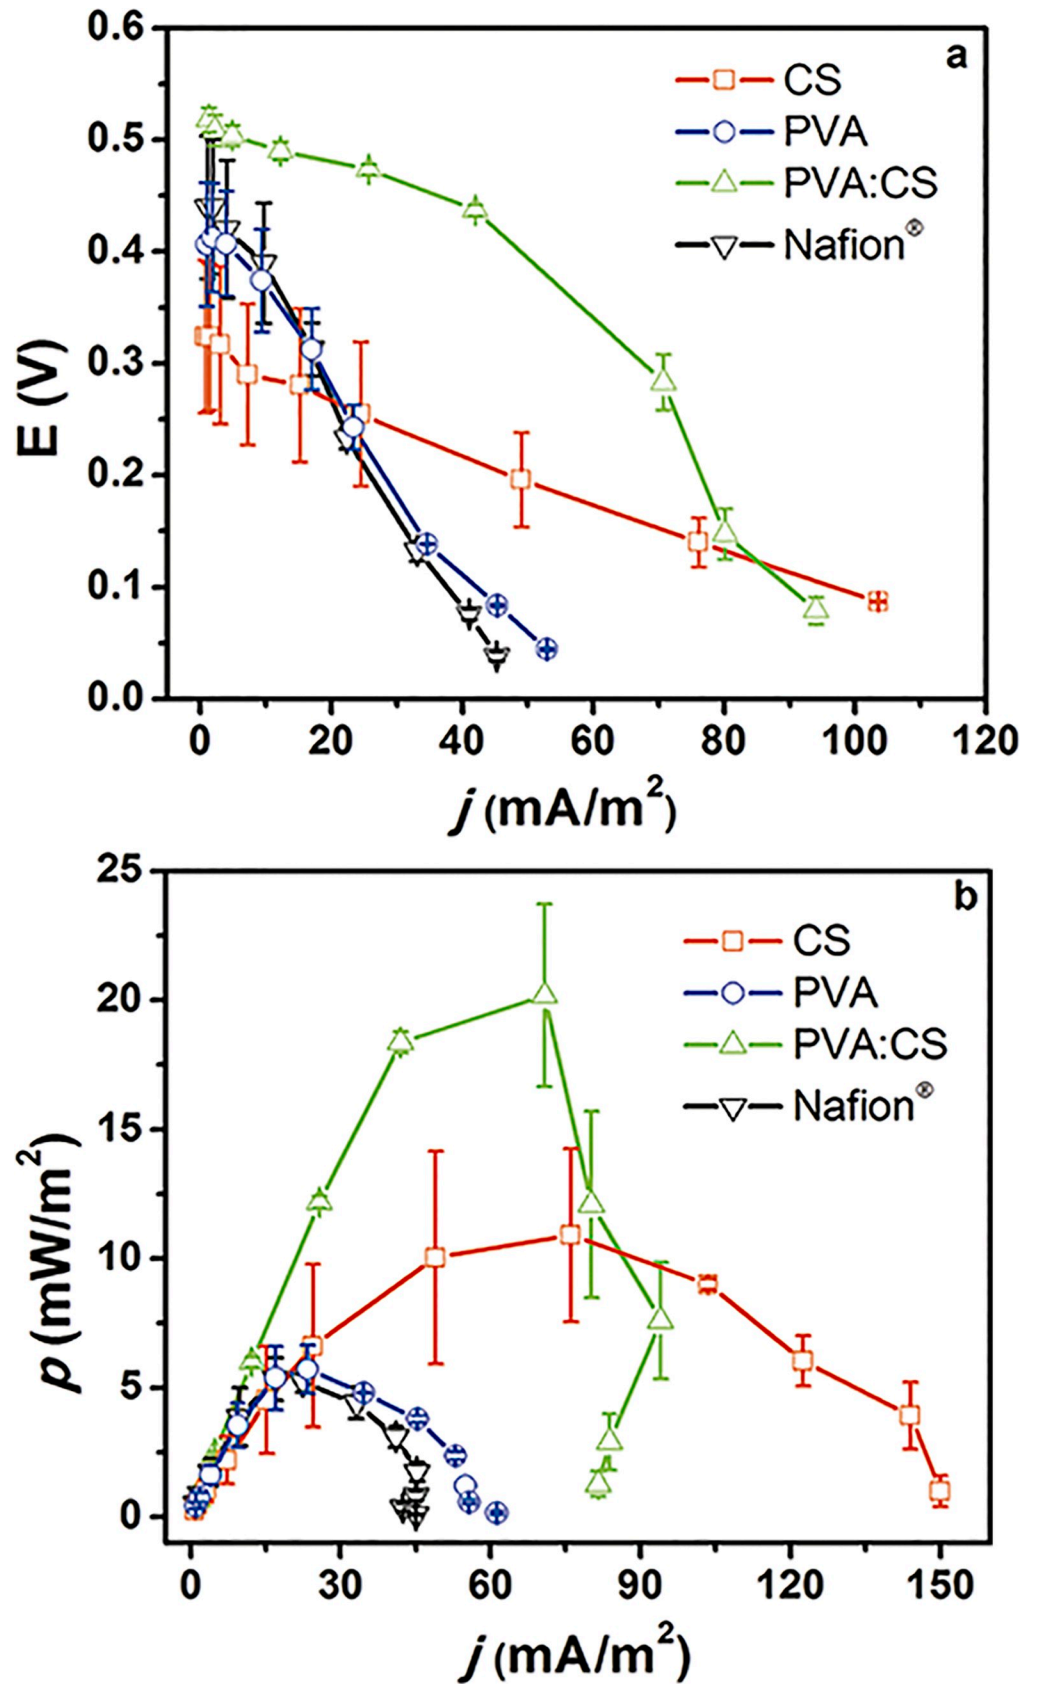 a
0.6
0.5
0.4
0.3
0.2
0.1
0.0
E (V)
CS
PVA
PVA:CS
Nafion®
0 20 40 60 80 100 120
j (mA/m²)
b
25
20
15
10
5
0
p (mW/m²)
CS
PVA
PVA:CS
Nafion®
0 30 60 90 120 150
j (mA/m²)